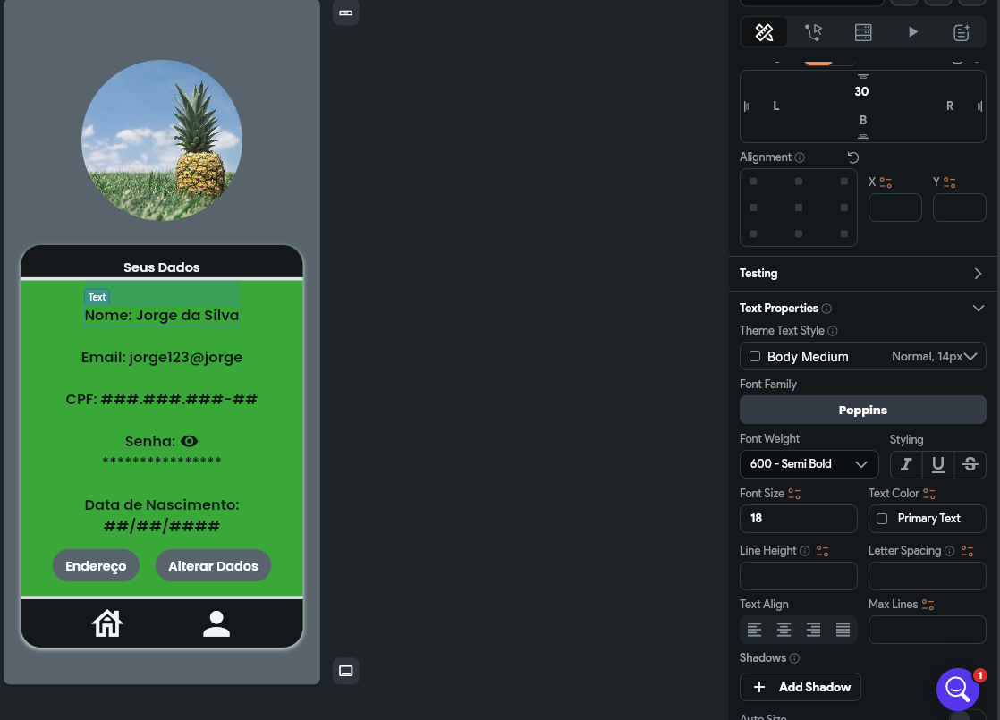 Seus Dados
Text
Nome: Jorge da Silva
Email: jorge123@jorge
CPF: ###.###.###-##
Senha:
****************
Data de Nascimento:
##/##/####
Endereço
Alterar Dados
30
L
R
B
Alignment
X
Y
Testing
Text Properties
Theme Text Style
Body Medium
Normal, 14px
Font Family
Poppins
Font Weight
Styling
600 - Semi Bold
I U S
Font Size
Text Color
18
Primary Text
Line Height
Letter Spacing
Text Align
Max Lines
Shadows
+ Add Shadow
1
Auto Size